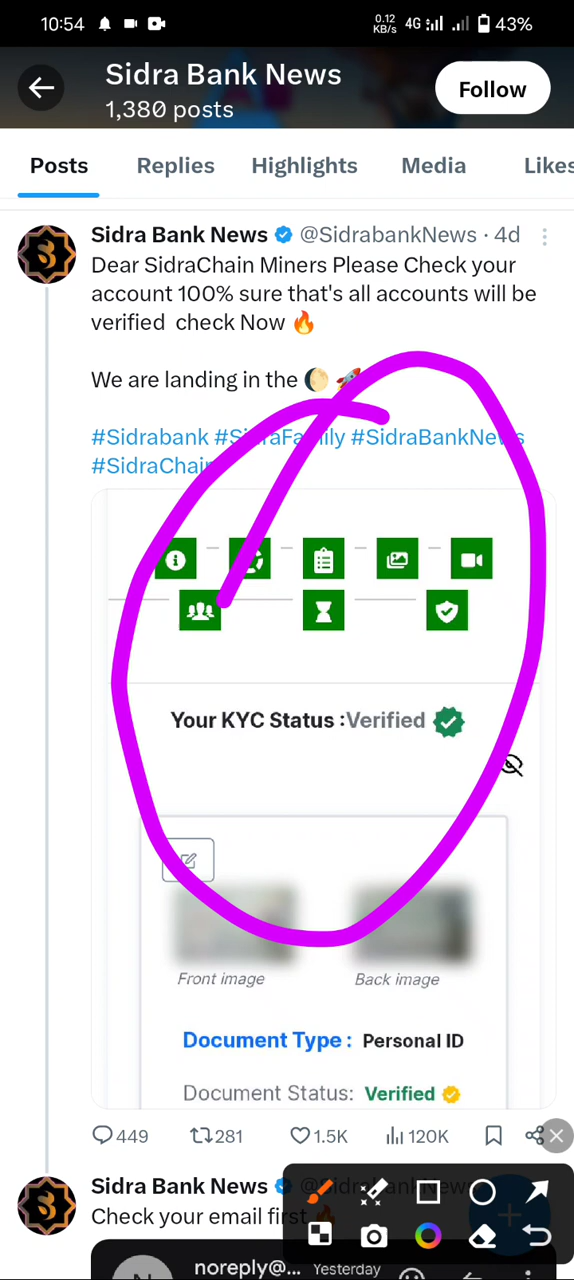 10:54
0.12 KB/s 4G 43%
Sidra Bank News
1,380 posts
Follow
Posts Replies Highlights Media Likes
Sidra Bank News @SidrabankNews · 4d
Dear SidraChain Miners Please Check your
account 100% sure that's all accounts will be
verified check Now 🔥
We are landing in the 🌔 🚀
#Sidrabank #SidraFamily #SidraBankNews
#SidraChain
Your KYC Status :Verified
Front image Back image
Document Type : Personal ID
Document Status: Verified
449 281 1.5K 120K
Sidra Bank News @SidrabankNews
Check your email first 🔥
N noreply@... Yesterday